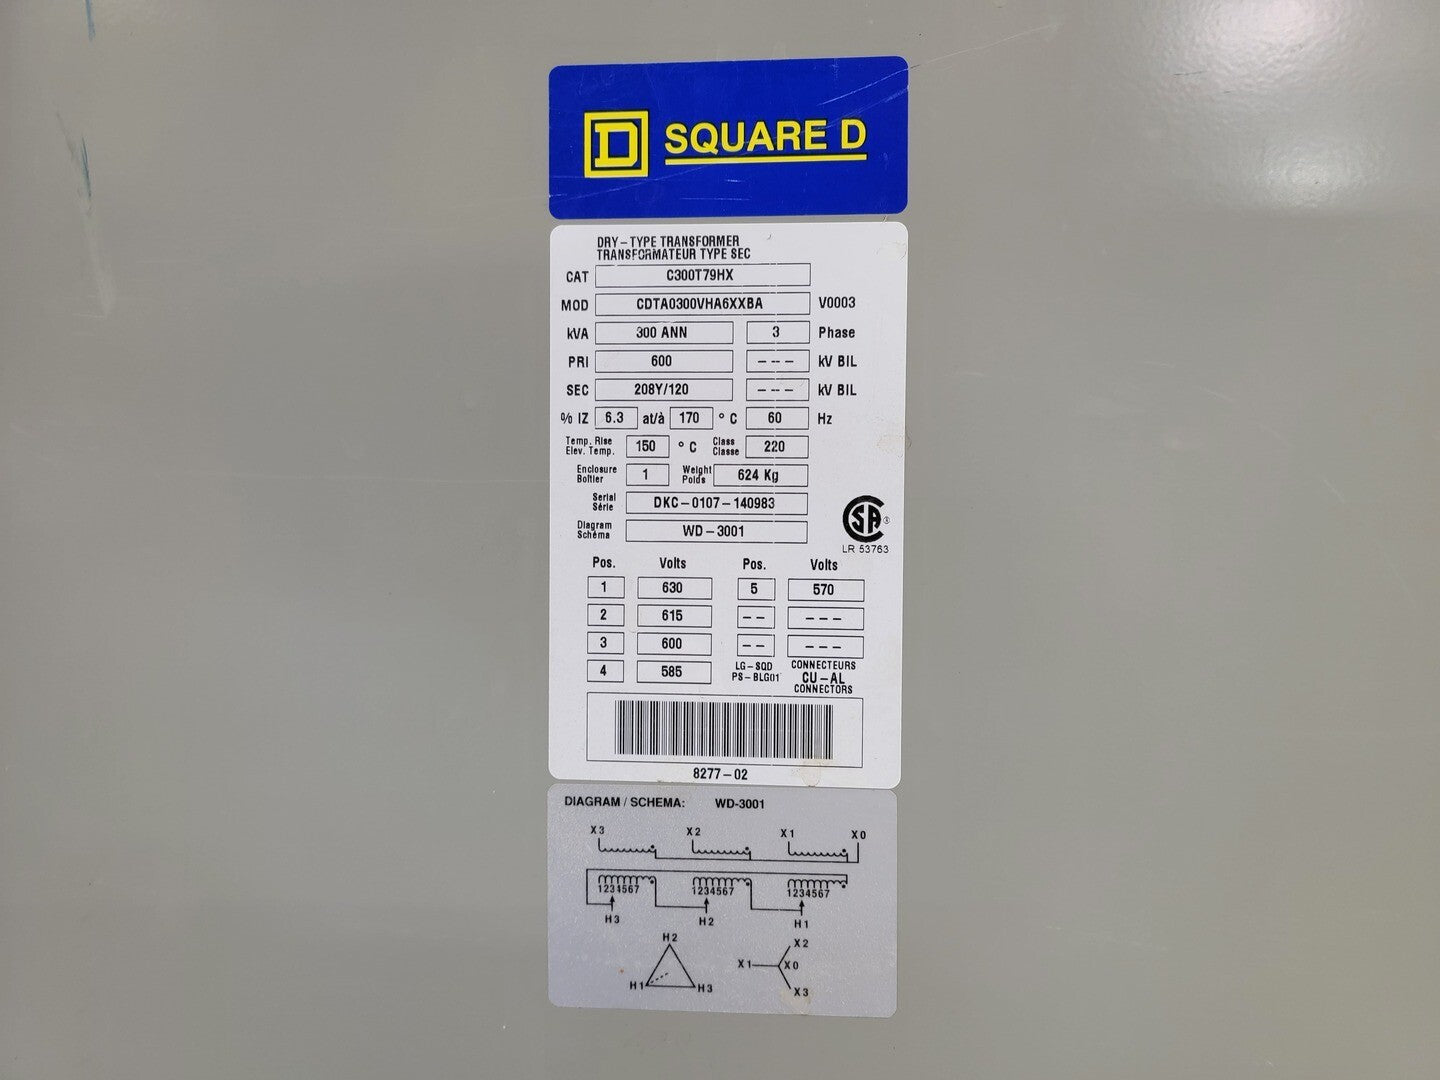 D SQUARE D
DRY-TYPE TRANSFORMER
TRANSFORMATEUR TYPE SEC
CAT C300T79HX
MOD CDTA0300VHA6XXBA V0003
kVA 300 ANN 3 Phase
PRI 600 --- kV BIL
SEC 208Y/120 --- kV BIL
% IZ 6.3 at/à 170 °C 60 Hz
Temp. Rise
Elev. Temp. 150 °C Class
Classe 220
Enclosure
Boîtier 1 Weight
Poids 624 Kg
Serial
Série DKC-0107-140983
Diagram
Schéma WD-3001
SA
LR 53763
Pos. Volts Pos. Volts
1 630 5 570
2 615 -- ---
3 600 -- ---
4 585
LG-SQD
PS-BLG01
CONNECTEURS
CU-AL
CONNECTORS
8277-02
DIAGRAM / SCHEMA: WD-3001
X3 X2 X1 X0
1234567 1234567 1234567
H3 H2 H1
H2
H1 H3
X2
X1 X0
X3